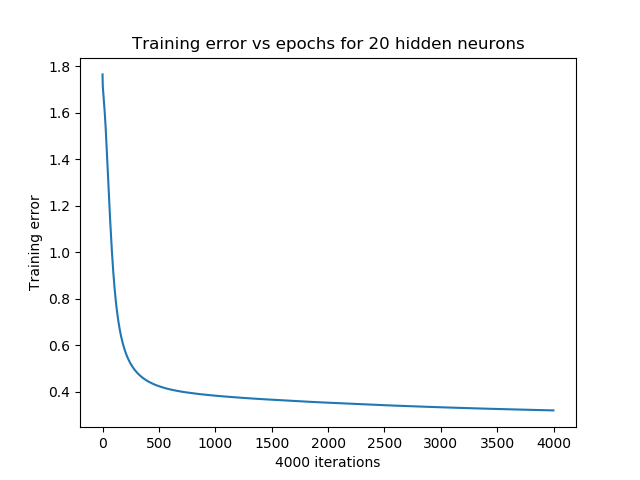 Training error vs epochs for 20 hidden neurons
1.8
1.6
1.4
1.2
1.0
0.8
0.6
0.4
Training error
0 500 1000 1500 2000 2500 3000 3500 4000
4000 iterations